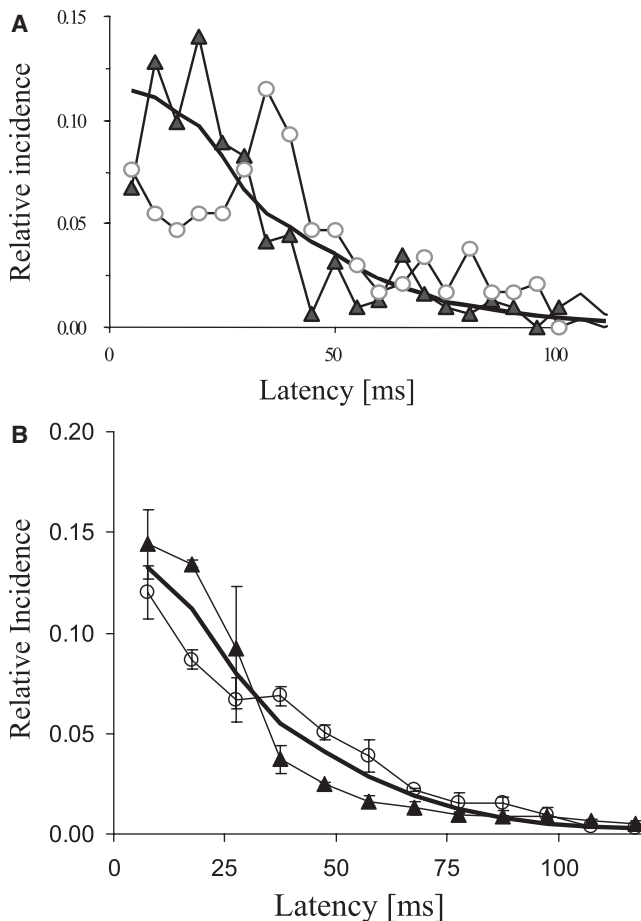 A
0.15
0.10
0.05
0.00
Relative incidence
0 50 100
Latency [ms]
B
0.20
0.15
0.10
0.05
0.00
Relative Incidence
0 25 50 75 100
Latency [ms]